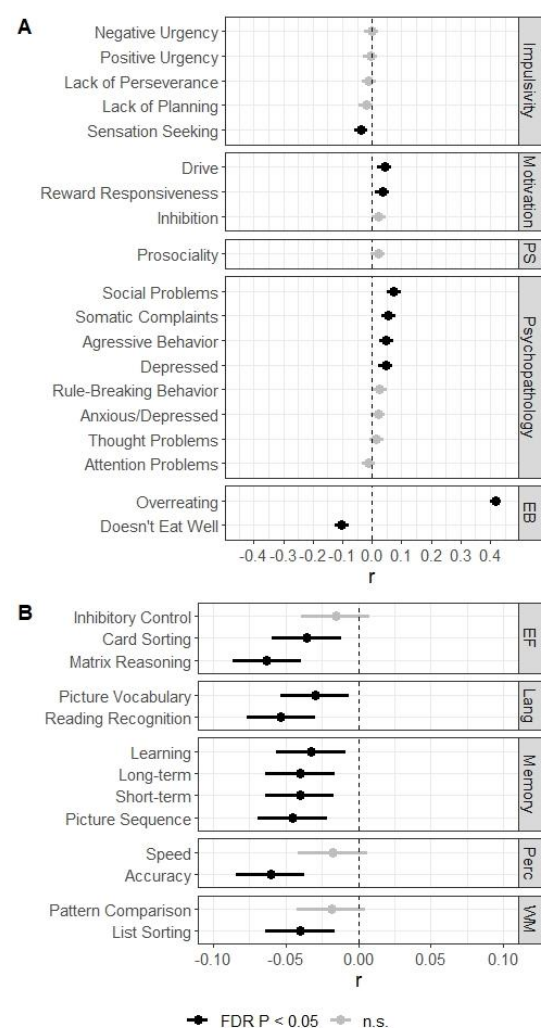 A
Negative Urgency
Positive Urgency
Lack of Perseverance
Lack of Planning
Sensation Seeking
Impulsivity
Drive
Reward Responsiveness
Inhibition
Motivation
Prosociality
PS
Social Problems
Somatic Complaints
Agressive Behavior
Depressed
Rule-Breaking Behavior
Anxious/Depressed
Thought Problems
Attention Problems
Psychopathology
Overreating
Doesn't Eat Well
EB
-0.4 -0.3 -0.2 -0.1 0.0 0.1 0.2 0.3 0.4
r
B
Inhibitory Control
Card Sorting
Matrix Reasoning
EF
Picture Vocabulary
Reading Recognition
Lang
Learning
Long-term
Short-term
Picture Sequence
Memory
Speed
Accuracy
Perc
Pattern Comparison
List Sorting
WM
-0.10 -0.05 0.00 0.05 0.10
r
FDR P < 0.05 n.s.